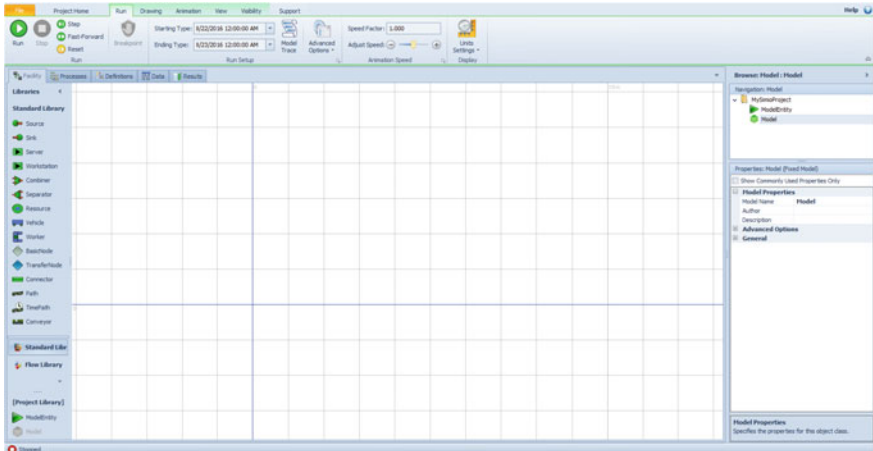 File Project Home Run Drawing Animation View Visibility Support Help
Run Stop Step Fast-Forward Reset Breakpoint
Starting Type: 8/22/2016 12:00:00 AM
Ending Type: 8/23/2016 12:00:00 AM
Model Trace Advanced Options
Speed Factor: 1.000
Adjust Speed:
Units Settings
Run Run Setup Animation Speed Display
Facility Processes Definitions Data Results
Libraries
Standard Library
Source
Sink
Server
Workstation
Combiner
Separator
Resource
Vehicle
Worker
BasicNode
TransferNode
Connector
Path
TimePath
Conveyor
Standard Libr
Flow Library
[Project Library]
ModelEntity
Model
Stopped
Browse: Model : Model
Navigation: Model
MySimioProject
ModelEntity
Model
Properties: Model (Fixed Model)
Show Commonly Used Properties Only
Model Properties
Model Name Model
Author
Description
Advanced Options
General
Model Properties
Specifies the properties for this object class.